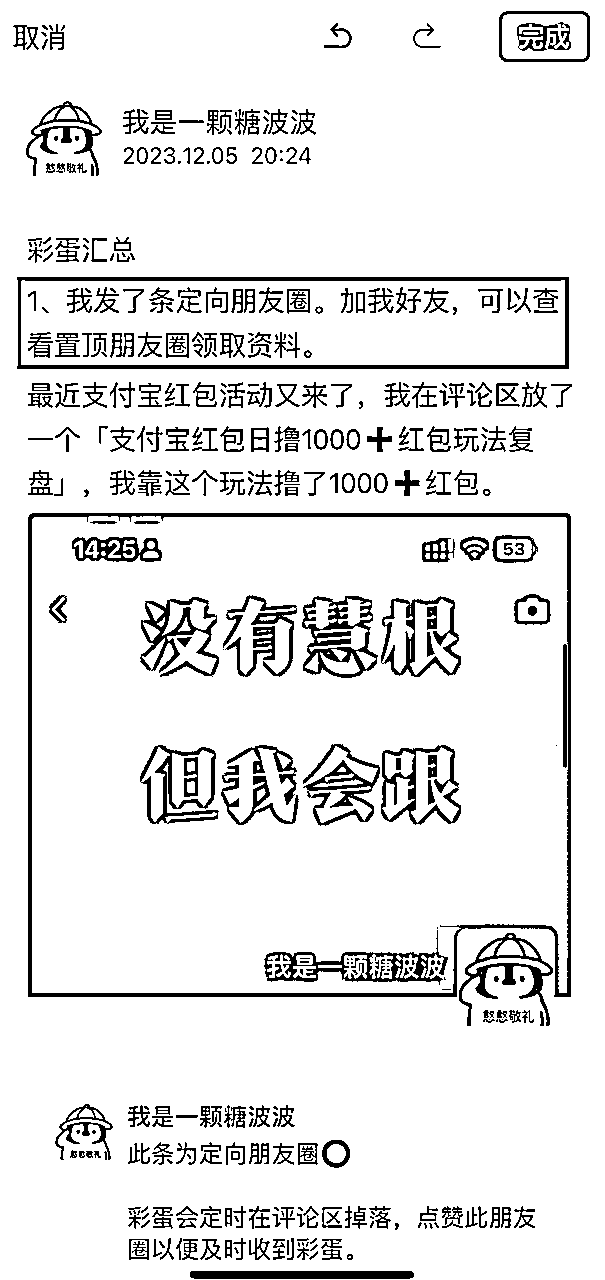 取消
完成
憨憨敬礼
我是一颗糖波波
2023.12.05 20:24
彩蛋汇总
1、我发了条定向朋友圈。加我好友，可以查
看置顶朋友圈领取资料。
最近支付宝红包活动又来了，我在评论区放了
一个「支付宝红包日撸1000➕红包玩法复
盘」，我靠这个玩法撸了1000➕红包。
14:25
53
没有慧根
但我会跟
我是一颗糖波波
憨憨敬礼
我是一颗糖波波
憨憨敬礼
此条为定向朋友圈⭕
彩蛋会定时在评论区掉落，点赞此朋友
圈以便及时收到彩蛋。